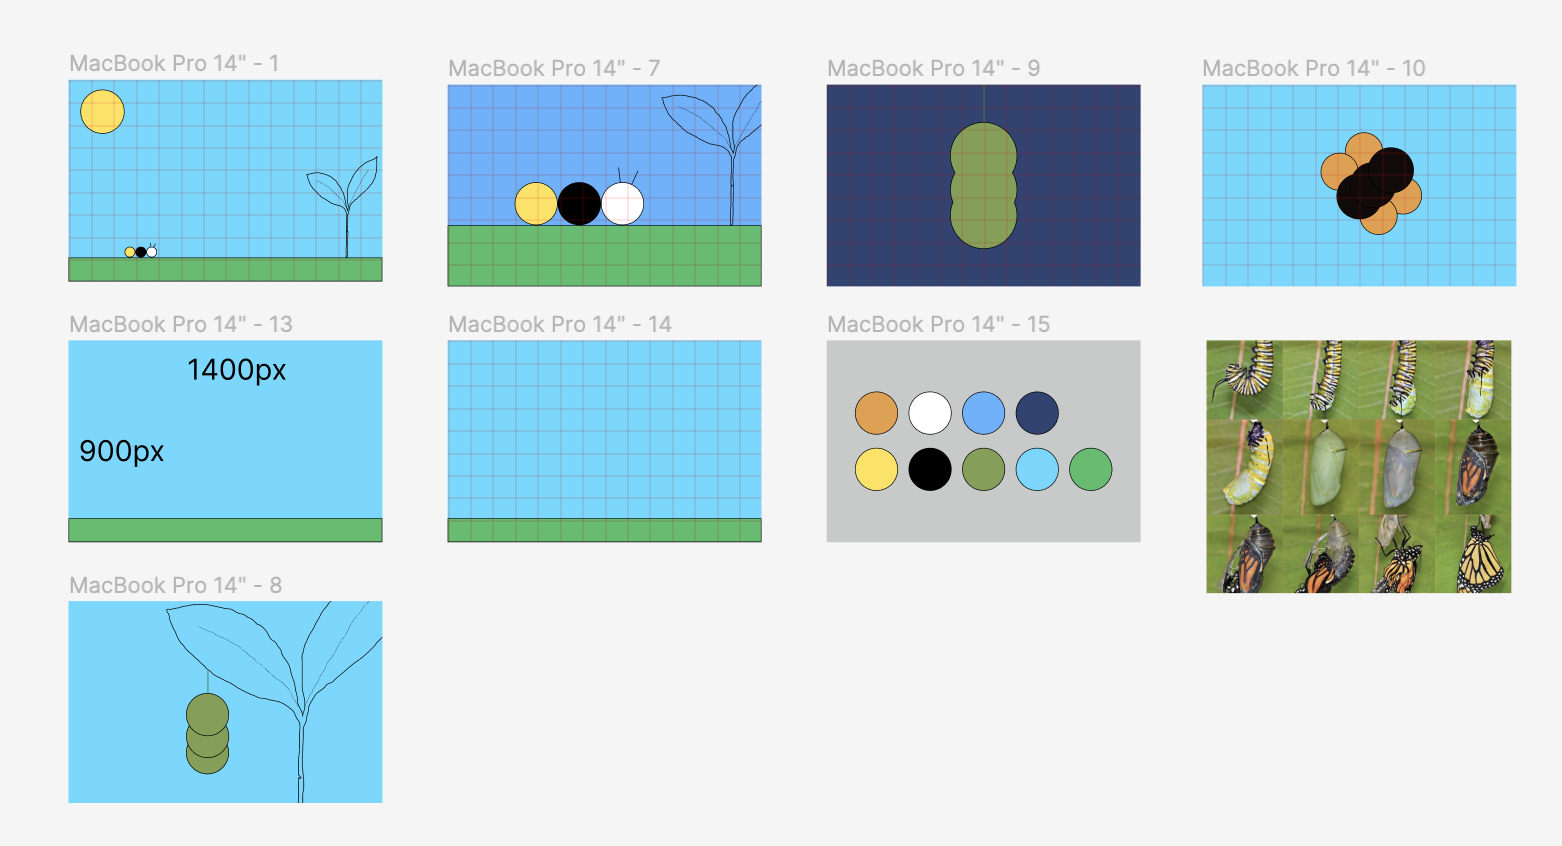 MacBook Pro 14" - 1
MacBook Pro 14" - 7
MacBook Pro 14" - 9
MacBook Pro 14" - 10
MacBook Pro 14" - 13
1400px
900px
MacBook Pro 14" - 14
MacBook Pro 14" - 15
MacBook Pro 14" - 8